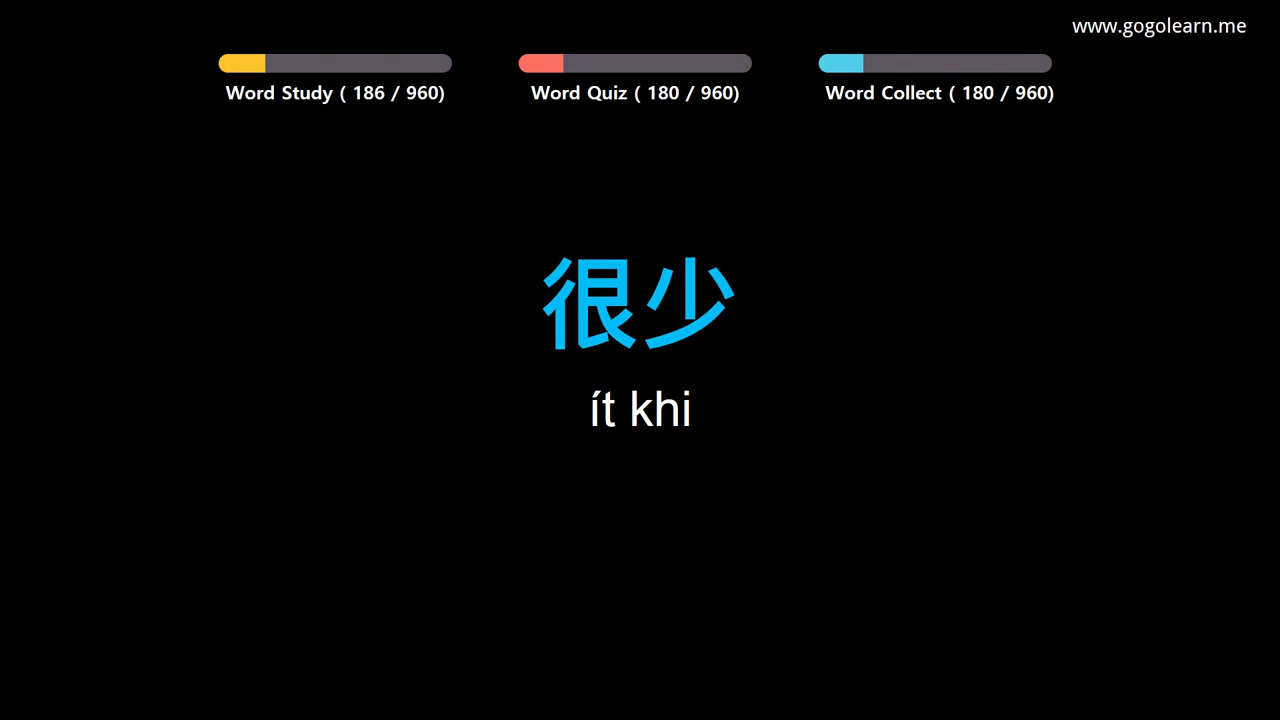 www.gogolearn.me
Word Study ( 186 / 960)
Word Quiz ( 180 / 960)
Word Collect ( 180 / 960)
很少
ít khi